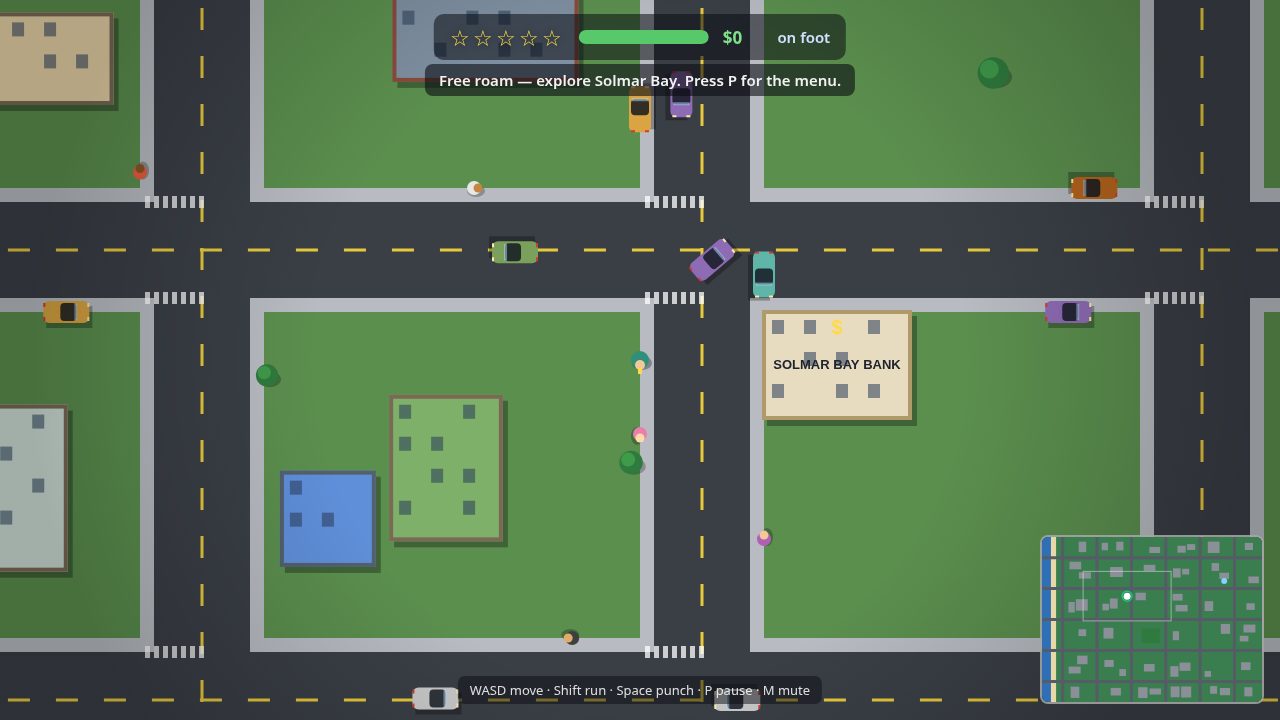 ☆☆☆☆☆ $0 on foot
Free roam — explore Solmar Bay. Press P for the menu.
$
SOLMAR BAY BANK
WASD move · Shift run · Space punch · P pause · M mute